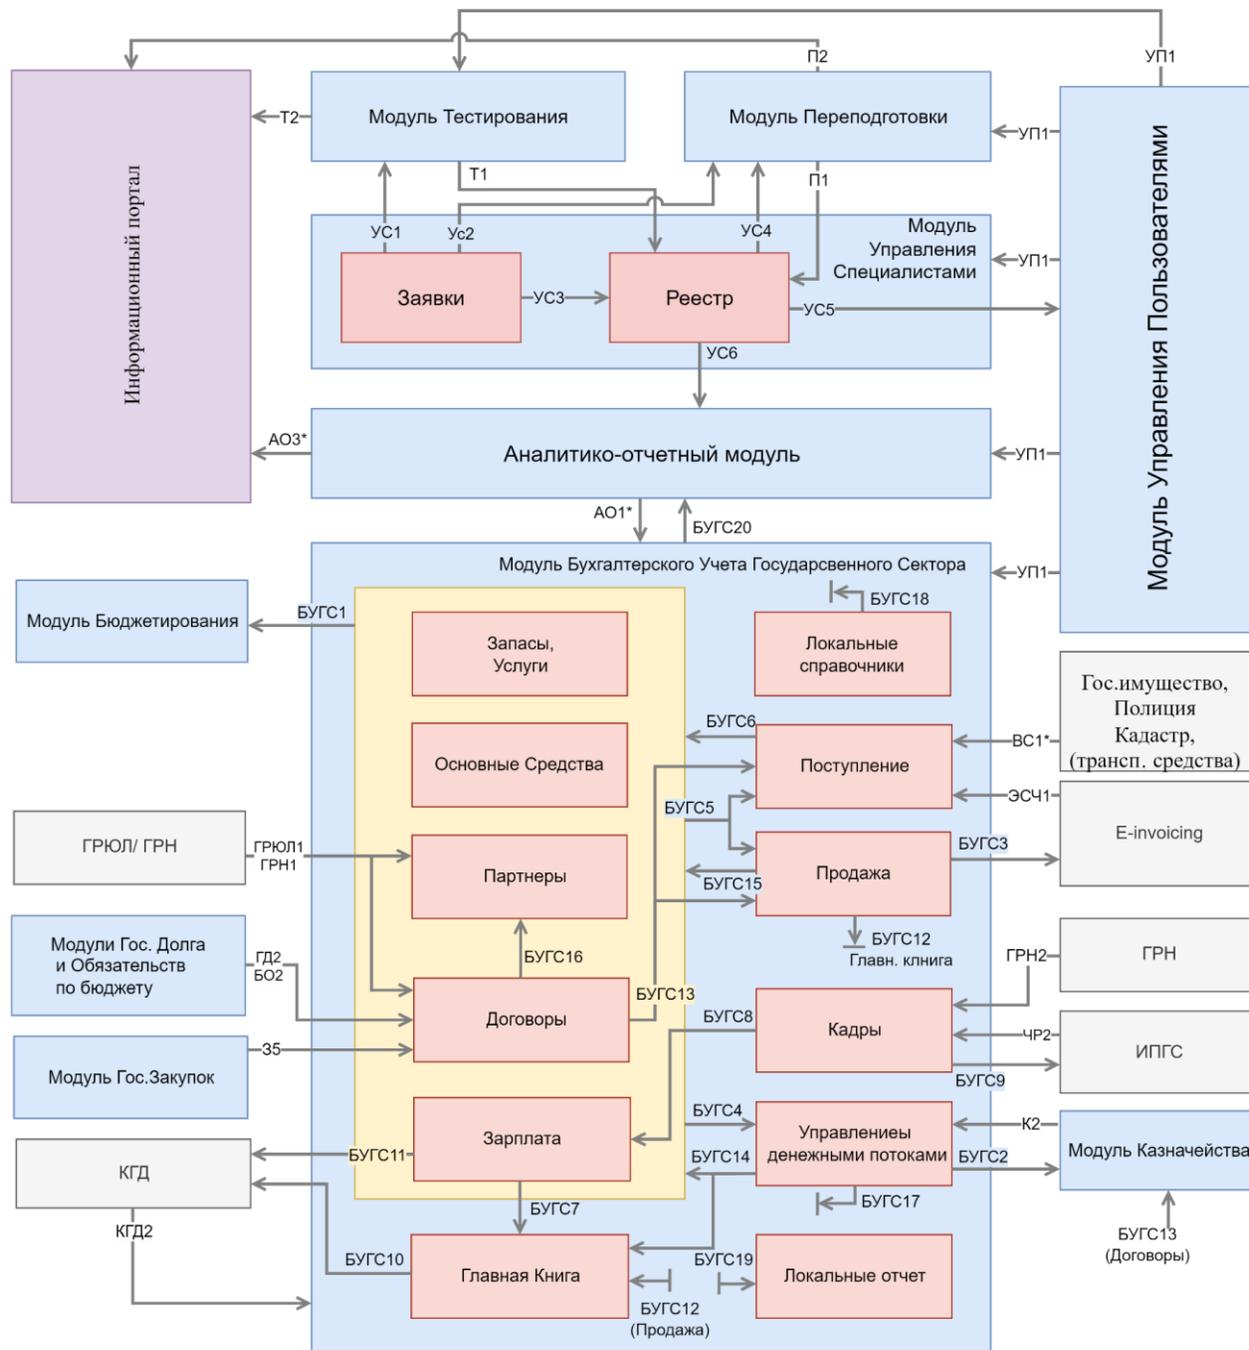 П2
УП1
Информационный портал
Т2
Модуль Тестирования
Модуль Переподготовки
УП1
Модуль Управления Пользователями
Т1
П1
УС1
Ус2
УС4
Модуль
Управления
Специалистами
УП1
Заявки
УС3
Реестр
УС5
УС6
АО3*
Аналитико-отчетный модуль
УП1
АО1*
БУГС20
Модуль Бухгалтерского Учета Государсвенного Сектора
УП1
Модуль Бюджетирования
БУГС1
БУГС18
Запасы,
Услуги
Локальные
справочники
Гос.имущество,
Полиция
Кадастр,
(трансп. средства)
БУГС6
ВС1*
Основные Средства
Поступление
ЭСЧ1
БУГС5
E-invoicing
ГРЮЛ/ ГРН
ГРЮЛ1
ГРН1
БУГС3
Партнеры
Продажа
БУГС15
Модули Гос. Долга
и Обязательств
по бюджету
ГД2
БО2
БУГС16
БУГС12
Главн. клнига
ГРН2
ГРН
БУГС13
Договоры
БУГС8
Кадры
ЧР2
ИПГС
З5
Модуль Гос.Закупок
БУГС9
БУГС4
К2
Зарплата
Управлениеы
денежными потоками
Модуль Казначейства
БУГС11
БУГС14
БУГС2
КГД
БУГС7
БУГС17
КГД2
БУГС13
(Договоры)
БУГС10
БУГС19
Главная Книга
Локальные отчет
БУГС12
(Продажа)